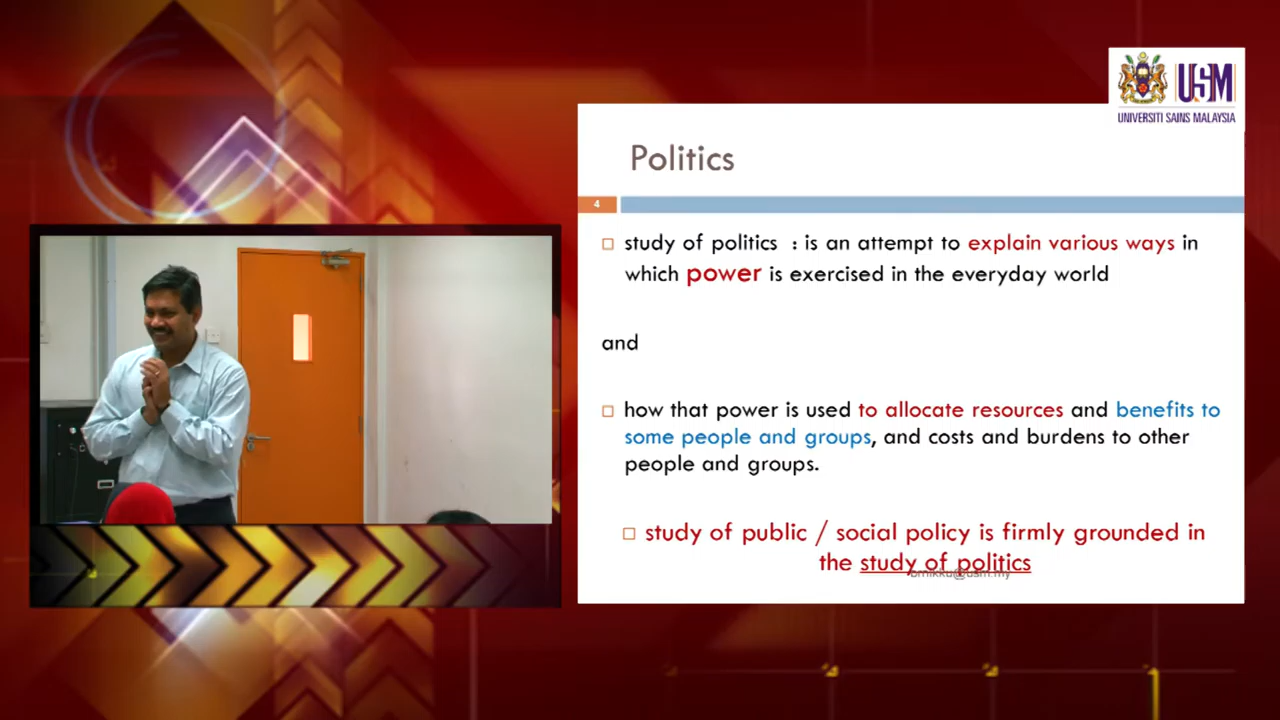 USM
UNIVERSITI SAINS MALAYSIA
Politics
4
study of politics : is an attempt to explain various ways in
which power is exercised in the everyday world
and
how that power is used to allocate resources and benefits to
some people and groups, and costs and burdens to other
people and groups.
study of public / social policy is firmly grounded in
the study of politics
brnikku@usm.my